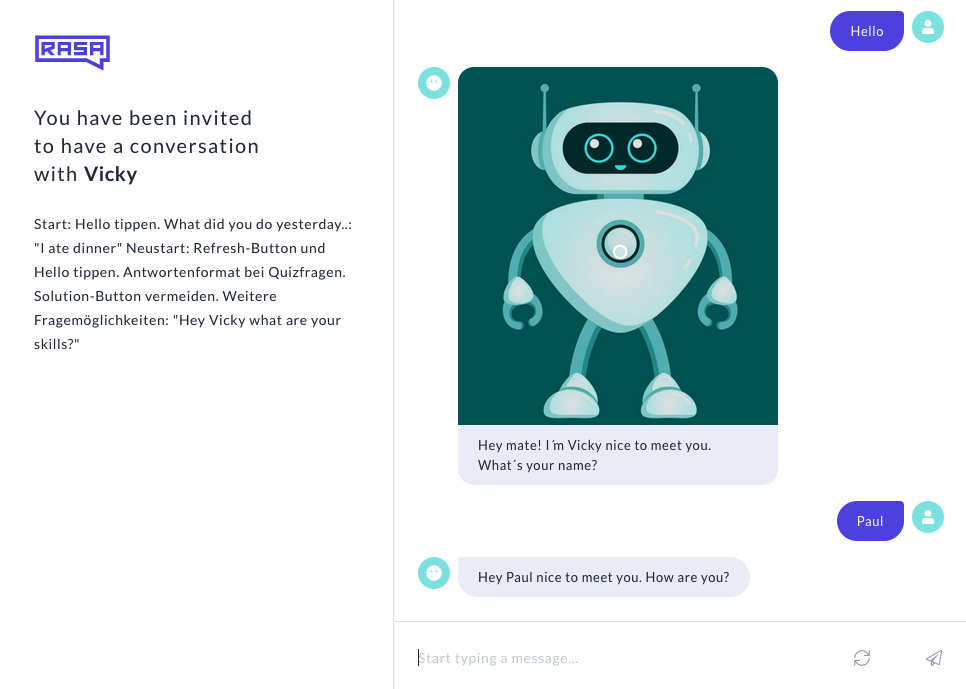 RASA
You have been invited
to have a conversation
with Vicky
Start: Hello tippen. What did you do yesterday..:
"I ate dinner" Neustart: Refresh-Button und
Hello tippen. Antwortenformat bei Quizfragen.
Solution-Button vermeiden. Weitere
Fragemöglichkeiten: "Hey Vicky what are your
skills?"
Hello
Hey mate! I´m Vicky nice to meet you.
What´s your name?
Paul
Hey Paul nice to meet you. How are you?
Start typing a message...